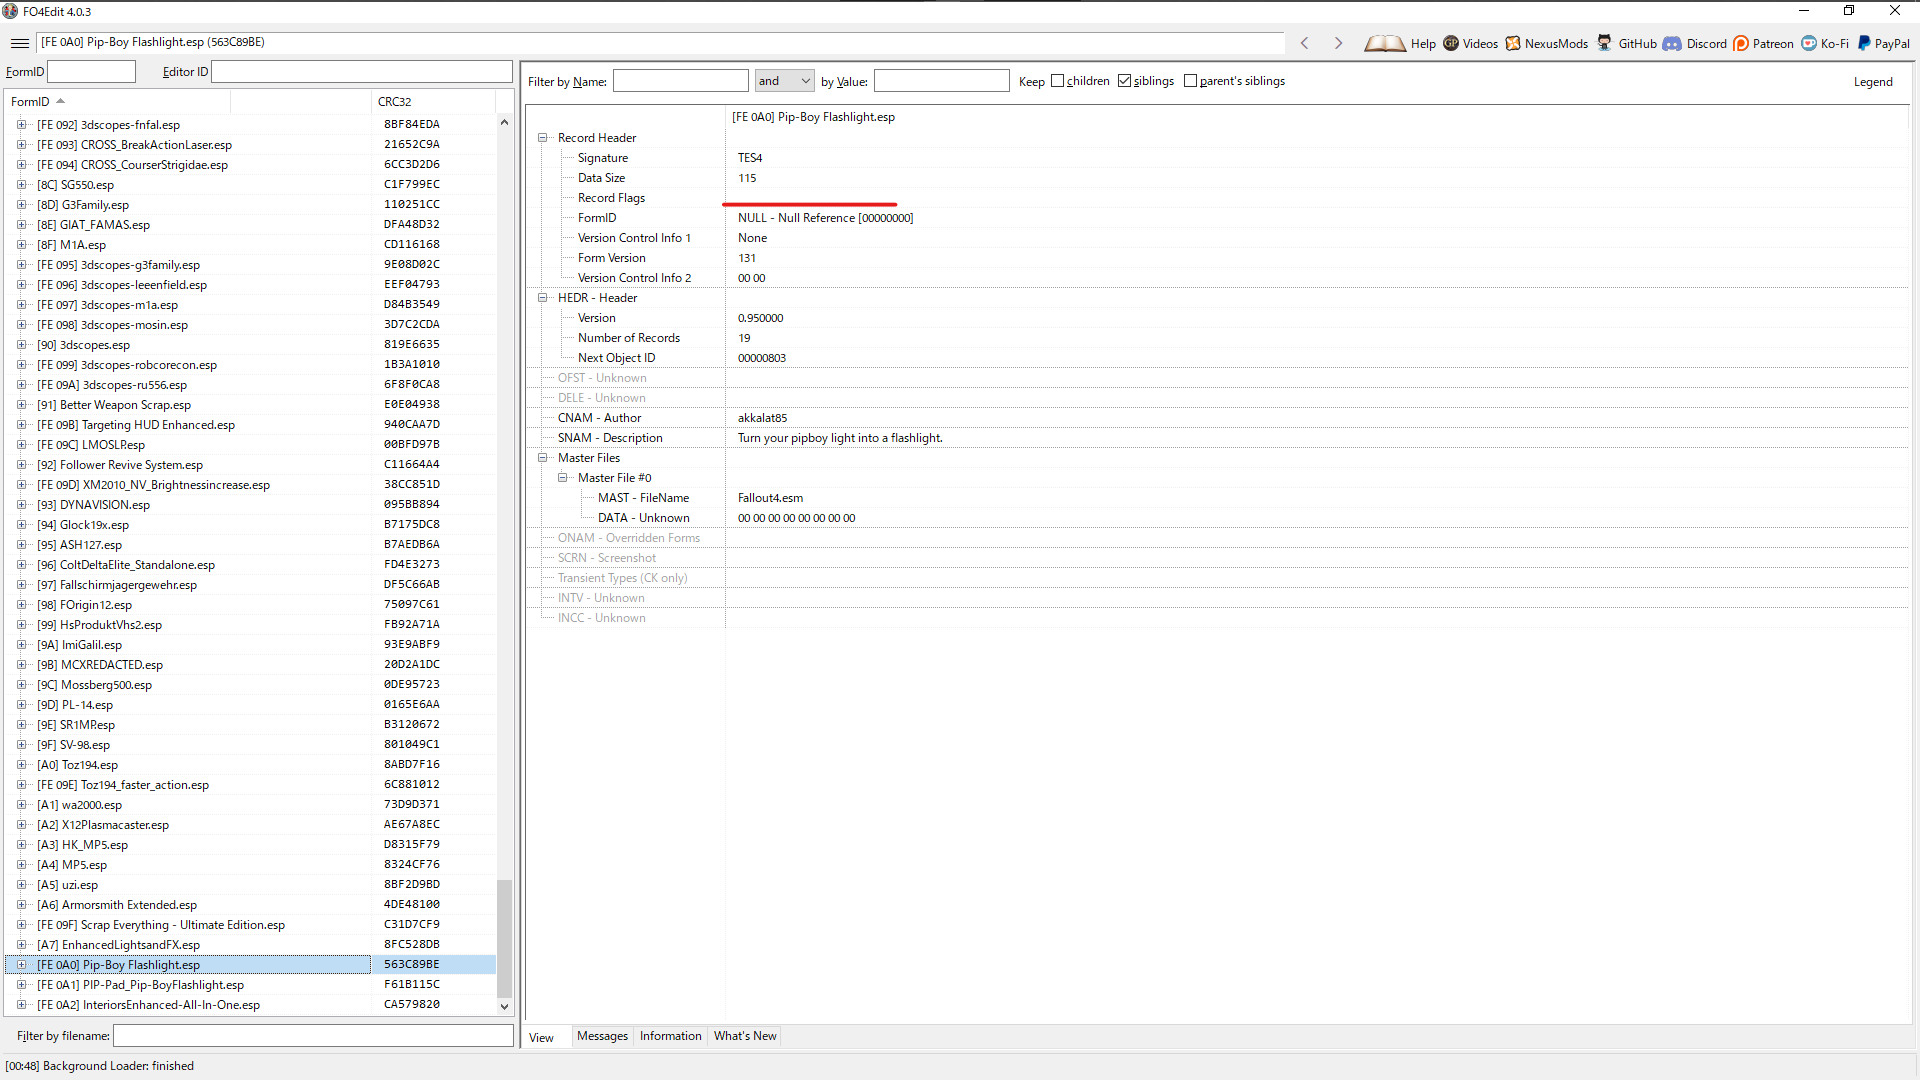 FO4Edit 4.0.3
[FE 0A0] Pip-Boy Flashlight.esp (563C89BE)
Help Videos NexusMods GitHub Discord Patreon Ko-Fi PayPal
FormID Editor ID
Filter by Name: and by Value: Keep children siblings parent's siblings Legend
FormID CRC32
[FE 092] 3dscopes-fnfal.esp 8BF84EDA
[FE 093] CROSS_BreakActionLaser.esp 21652C9A
[FE 094] CROSS_CourserStrigidae.esp 6CC3D2D6
[8C] SG550.esp C1F799EC
[8D] G3Family.esp 110251CC
[8E] GIAT_FAMAS.esp DFA48D32
[8F] M1A.esp CD116168
[FE 095] 3dscopes-g3family.esp 9E08D02C
[FE 096] 3dscopes-leeenfield.esp EEF04793
[FE 097] 3dscopes-m1a.esp D84B3549
[FE 098] 3dscopes-mosin.esp 3D7C2CDA
[90] 3dscopes.esp 819E6635
[FE 099] 3dscopes-robcorecon.esp 1B3A1010
[FE 09A] 3dscopes-ru556.esp 6F8F0CA8
[91] Better Weapon Scrap.esp E0E04938
[FE 09B] Targeting HUD Enhanced.esp 940CAA7D
[FE 09C] LMOSLP.esp 00BFD97B
[92] Follower Revive System.esp C11664A4
[FE 09D] XM2010_NV_Brightnessincrease.esp 38CC851D
[93] DYNAVISION.esp 095BB894
[94] Glock19x.esp B7175DC8
[95] ASH127.esp B7AEDB6A
[96] ColtDeltaElite_Standalone.esp FD4E3273
[97] Fallschirmjagergewehr.esp DF5C66AB
[98] FOrigin12.esp 75097C61
[99] HsProduktVhs2.esp FB92A71A
[9A] ImiGalil.esp 93E9ABF9
[9B] MCXREDACTED.esp 20D2A1DC
[9C] Mossberg500.esp 0DE95723
[9D] PL-14.esp 0165E6AA
[9E] SR1MP.esp B3120672
[9F] SV-98.esp 801049C1
[A0] Toz194.esp 8ABD7F16
[FE 09E] Toz194_faster_action.esp 6C881012
[A1] wa2000.esp 73D9D371
[A2] X12Plasmacaster.esp AE67A8EC
[A3] HK_MP5.esp D8315F79
[A4] MP5.esp 8324CF76
[A5] uzi.esp 8BF2D9BD
[A6] Armorsmith Extended.esp 4DE48100
[FE 09F] Scrap Everything - Ultimate Edition.esp C31D7CF9
[A7] EnhancedLightsandFX.esp 8FC528DB
[FE 0A0] Pip-Boy Flashlight.esp 563C89BE
[FE 0A1] PIP-Pad_Pip-BoyFlashlight.esp F61B115C
[FE 0A2] InteriorsEnhanced-All-In-One.esp CA579820
Filter by filename:
[FE 0A0] Pip-Boy Flashlight.esp
Record Header
Signature TES4
Data Size 115
Record Flags
FormID NULL - Null Reference [00000000]
Version Control Info 1 None
Form Version 131
Version Control Info 2 00 00
HEDR - Header
Version 0.950000
Number of Records 19
Next Object ID 00000803
OFST - Unknown
DELE - Unknown
CNAM - Author akkalat85
SNAM - Description Turn your pipboy light into a flashlight.
Master Files
Master File #0
MAST - FileName Fallout4.esm
DATA - Unknown 00 00 00 00 00 00 00 00
ONAM - Overridden Forms
SCRN - Screenshot
Transient Types (CK only)
INTV - Unknown
INCC - Unknown
View Messages Information What's New
[00:48] Background Loader: finished